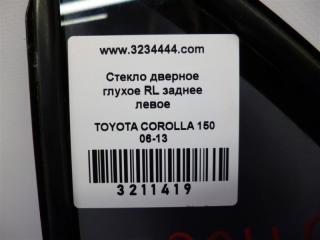 www.3234444.com
Стекло дверное
глухое RL заднее
левое
TOYOTA COROLLA 150
06-13
3211419